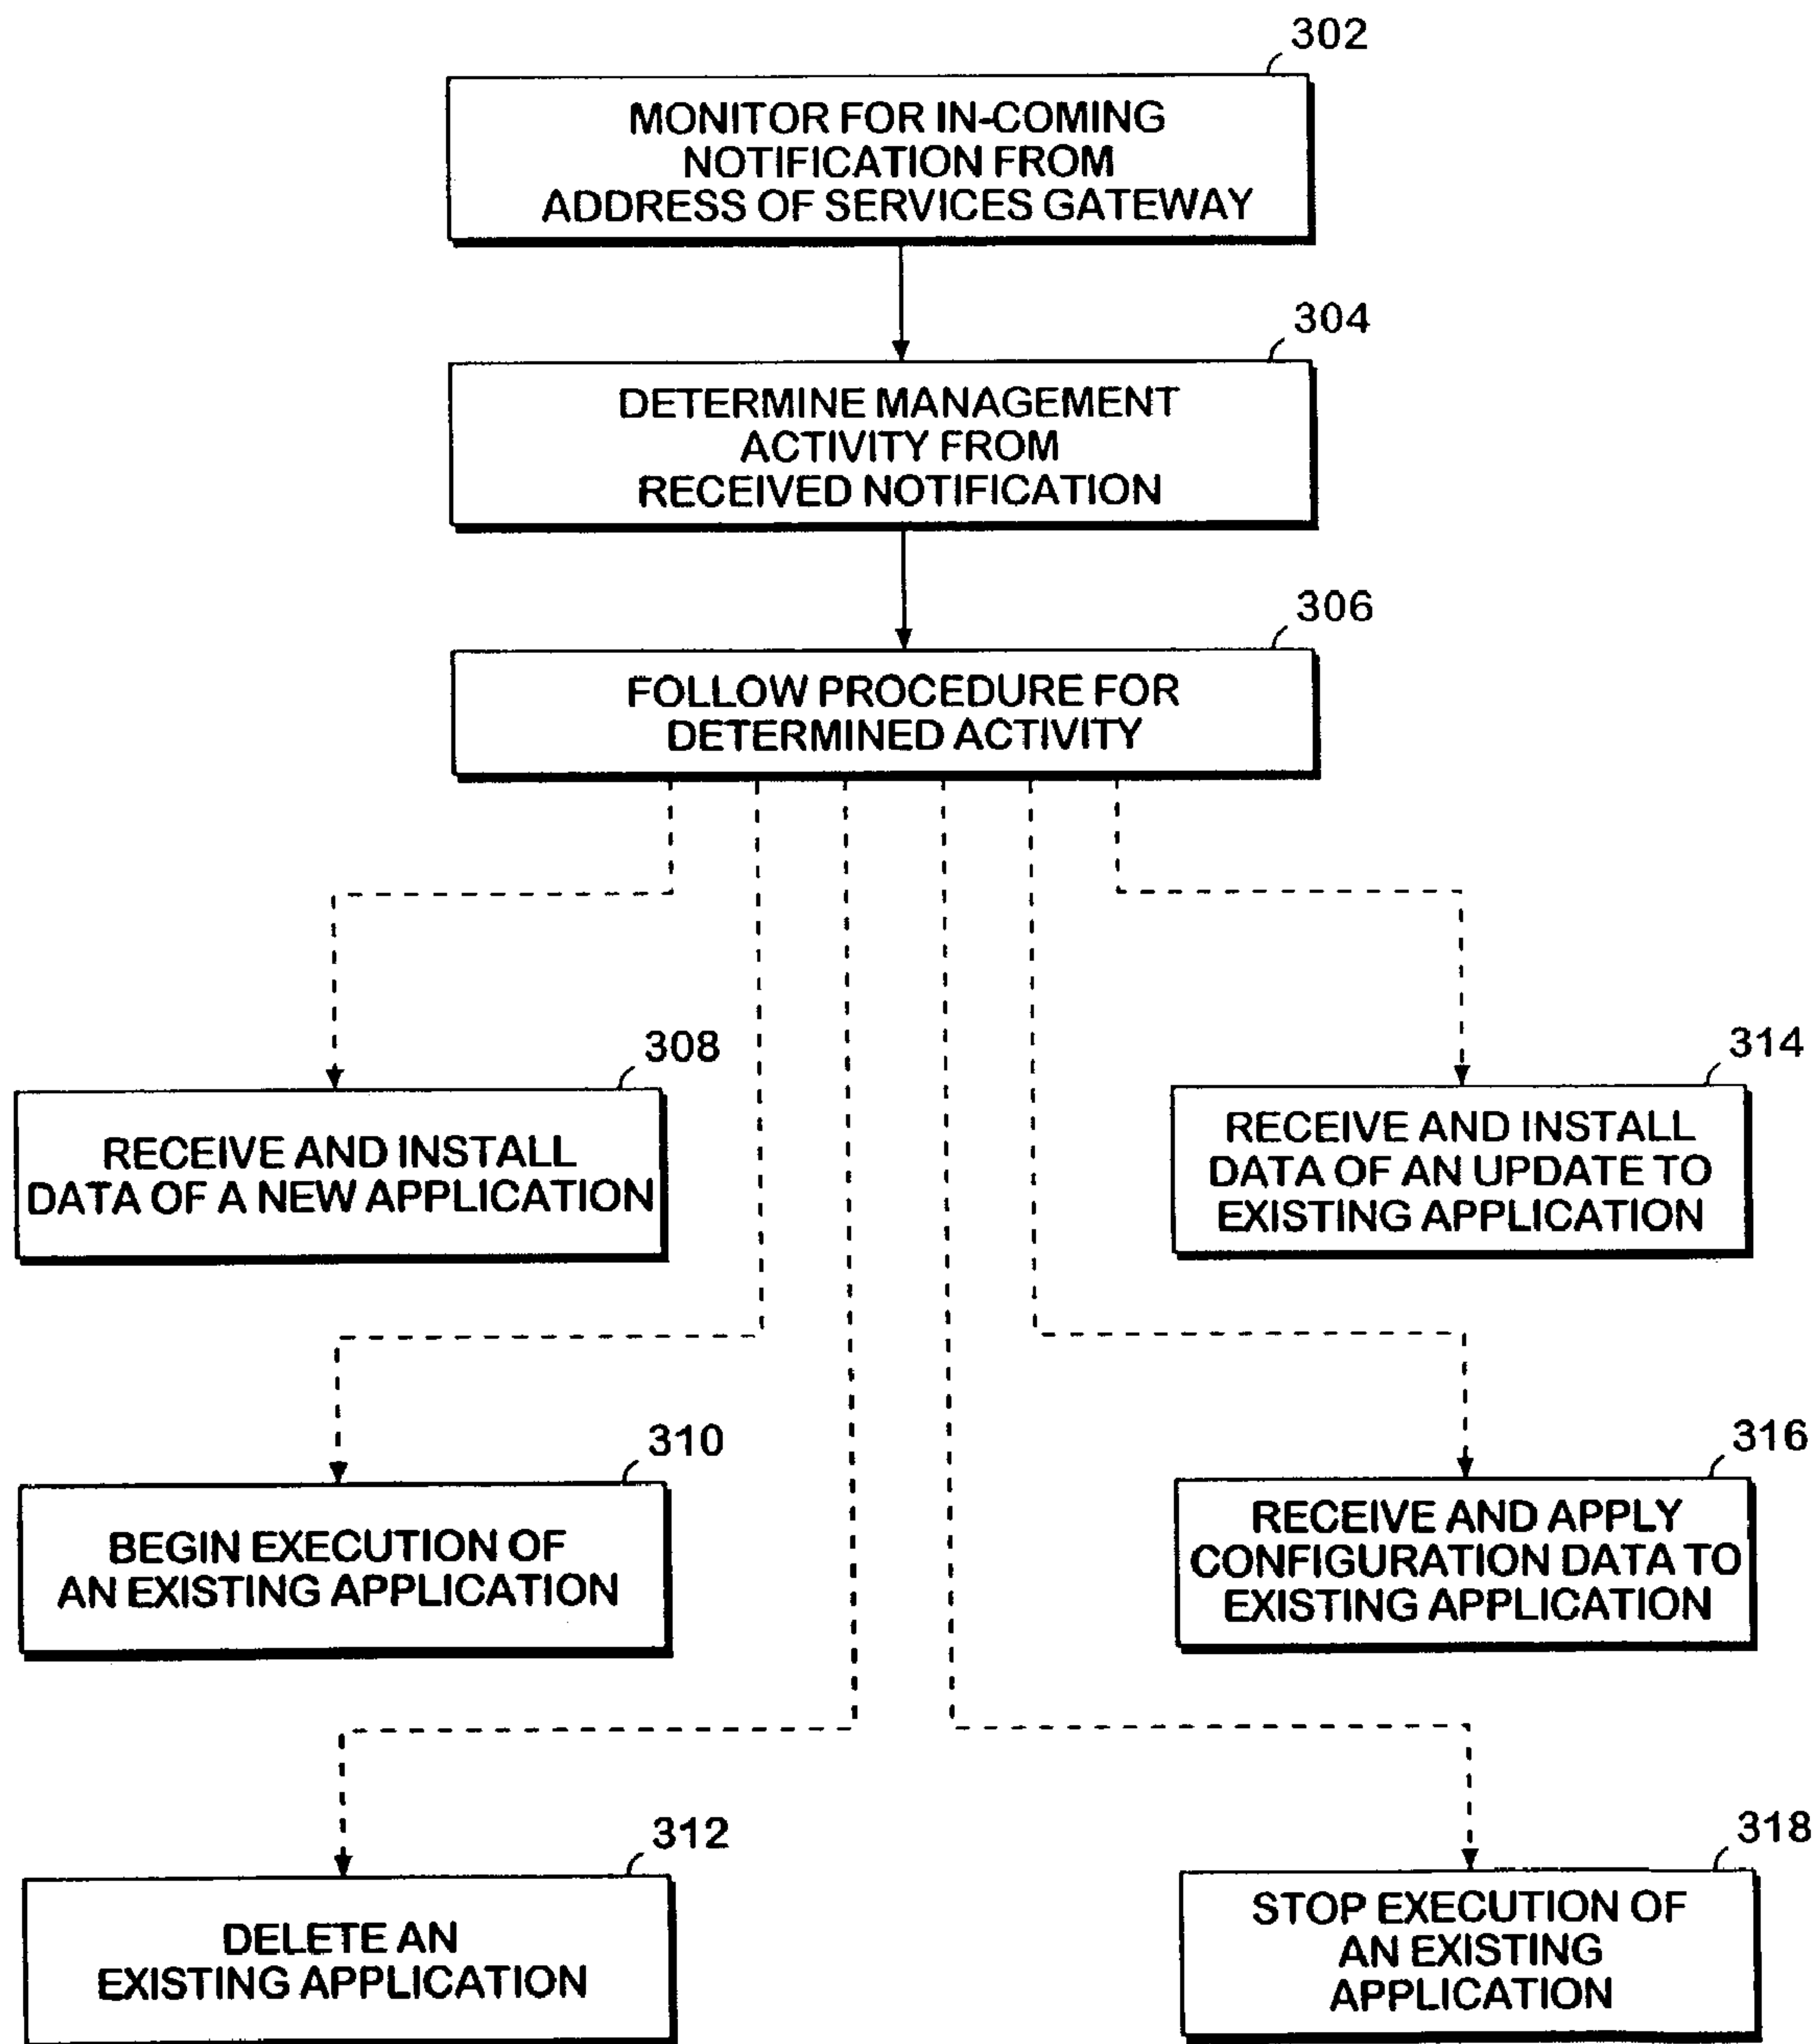 302
MONITOR FOR IN-COMING
NOTIFICATION FROM
ADDRESS OF SERVICES GATEWAY
304
DETERMINE MANAGEMENT
ACTIVITY FROM
RECEIVED NOTIFICATION
306
FOLLOW PROCEDURE FOR
DETERMINED ACTIVITY
308
RECEIVE AND INSTALL
DATA OF A NEW APPLICATION
314
RECEIVE AND INSTALL
DATA OF AN UPDATE TO
EXISTING APPLICATION
310
BEGIN EXECUTION OF
AN EXISTING APPLICATION
316
RECEIVE AND APPLY
CONFIGURATION DATA TO
EXISTING APPLICATION
312
DELETE AN
EXISTING APPLICATION
318
STOP EXECUTION OF
AN EXISTING
APPLICATION